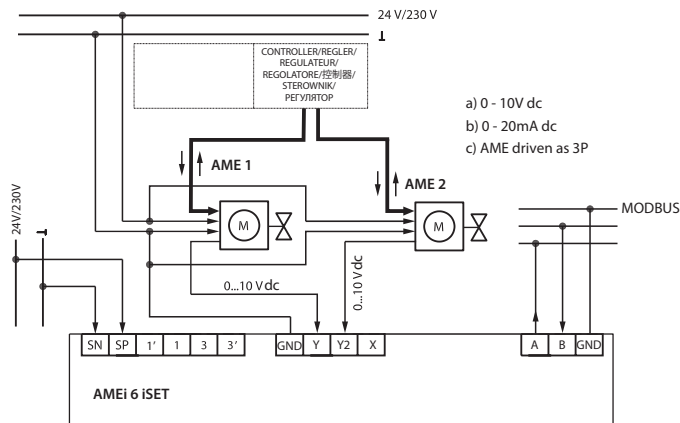 24 V/230 V
CONTROLLER/REGLER/
REGULATEUR/
REGOLATORE/控制器/
STEROWNIK/
РЕГУЛЯТОР
a) 0 - 10V dc
b) 0 - 20mA dc
c) AME driven as 3P
AME 1
AME 2
M
M
MODBUS
24V/230V
0...10 V dc
0...10 V dc
SN SP 1' 1 3 3' GND Y Y2 X A B GND
AMEi 6 iSET